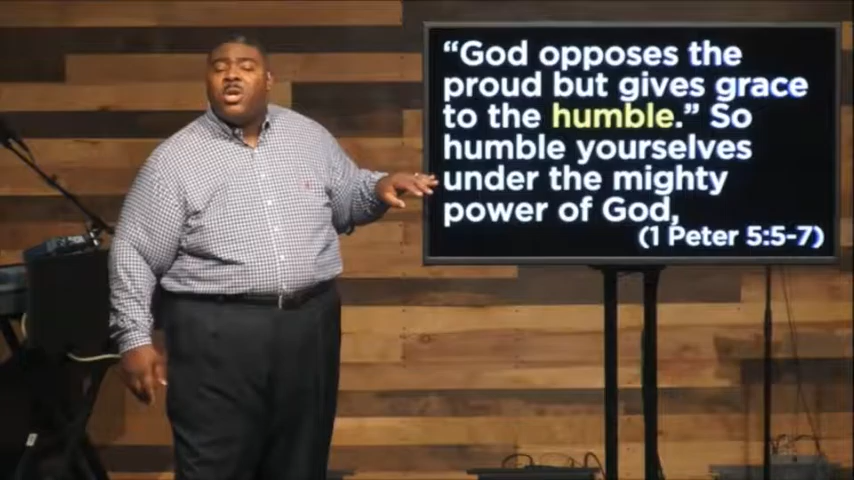 “God opposes the
proud but gives grace
to the humble.” So
humble yourselves
under the mighty
power of God,
(1 Peter 5:5-7)